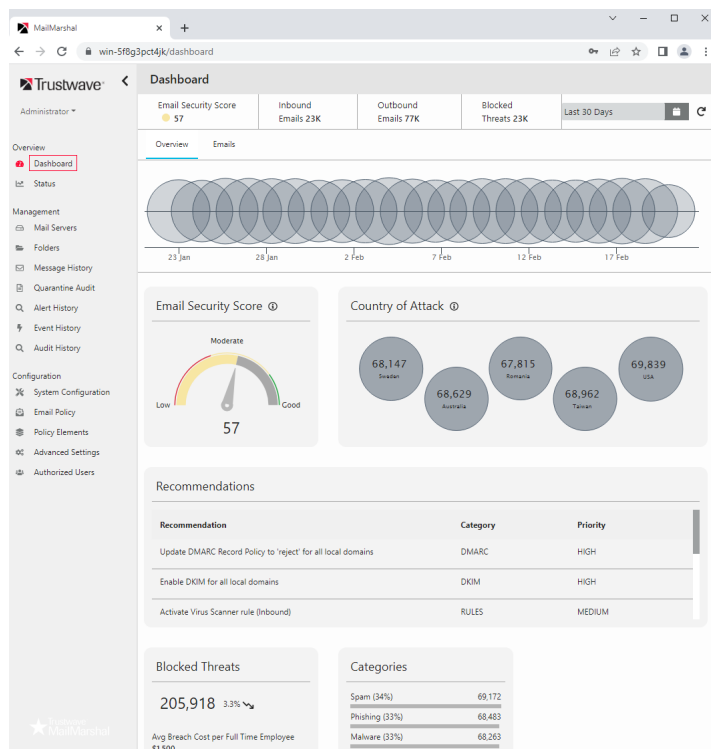 MailMarshal
win-5f8g3pct4jk/dashboard
Trustwave
Dashboard
Administrator
Email Security Score
57
Inbound
Emails 23K
Outbound
Emails 77K
Blocked
Threats 23K
Last 30 Days
Overview
Dashboard
Status
Management
Mail Servers
Folders
Message History
Quarantine Audit
Alert History
Event History
Audit History
Configuration
System Configuration
Email Policy
Policy Elements
Advanced Settings
Authorized Users
Trustwave
MailMarshal
Overview Emails
23 Jan 28 Jan 2 Feb 7 Feb 12 Feb 17 Feb
Email Security Score
Moderate
Low Good
57
Country of Attack
68,147
Sweden
68,629
Australia
67,815
Romania
68,962
Taiwan
69,839
USA
Recommendations
Recommendation Category Priority
Update DMARC Record Policy to 'reject' for all local domains DMARC HIGH
Enable DKIM for all local domains DKIM HIGH
Activate Virus Scanner rule (Inbound) RULES MEDIUM
Blocked Threats
205,918 3.3%
Avg Breach Cost per Full Time Employee
$1,500
Categories
Spam (34%) 69,172
Phishing (33%) 68,483
Malware (33%) 68,263